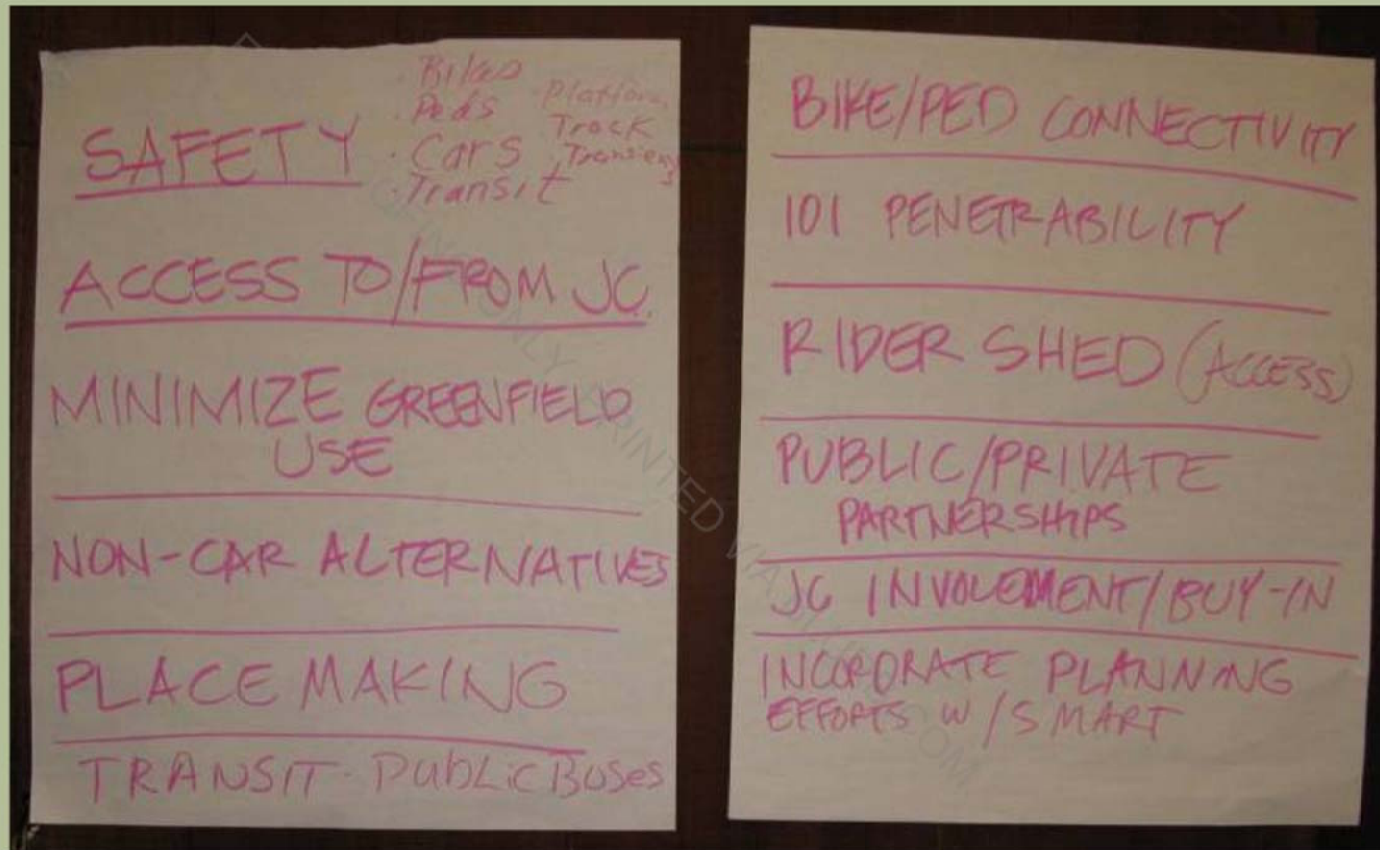 SAFETY
· Bikes
· Peds
· Cars
· Transit
Platform
Track
ACCESS TO/FROM JC.
MINIMIZE GREENFIELD
USE
NON-CAR ALTERNATIVES
PLACE MAKING
TRANSIT - PUBLIC BUSES
BIKE/PED CONNECTIVITY
101 PENETRABILITY
RIDER SHED (ACCESS)
PUBLIC/PRIVATE
PARTNERSHIPS
JC INVOLEMENT/BUY-IN
INCORORATE PLANNING
EFFORTS W/SMART